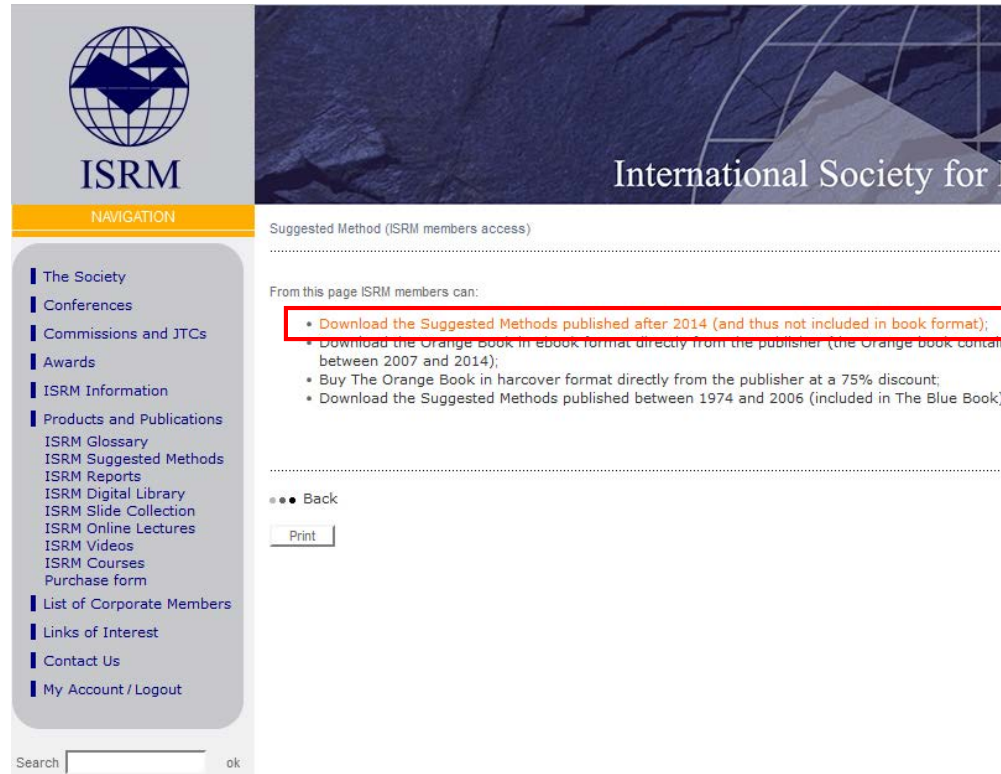 ISRM
International Society for
NAVIGATION
Suggested Method (ISRM members access)
The Society
Conferences
Commissions and JTCs
Awards
ISRM Information
Products and Publications
ISRM Glossary
ISRM Suggested Methods
ISRM Reports
ISRM Digital Library
ISRM Slide Collection
ISRM Online Lectures
ISRM Videos
ISRM Courses
Purchase form
List of Corporate Members
Links of Interest
Contact Us
My Account / Logout
Search
ok
From this page ISRM members can:
• Download the Suggested Methods published after 2014 (and thus not included in book format);
• Download the Orange Book in ebook format directly from the publisher (the Orange book contai
between 2007 and 2014);
• Buy The Orange Book in harcover format directly from the publisher at a 75% discount;
• Download the Suggested Methods published between 1974 and 2006 (included in The Blue Book)
Back
Print